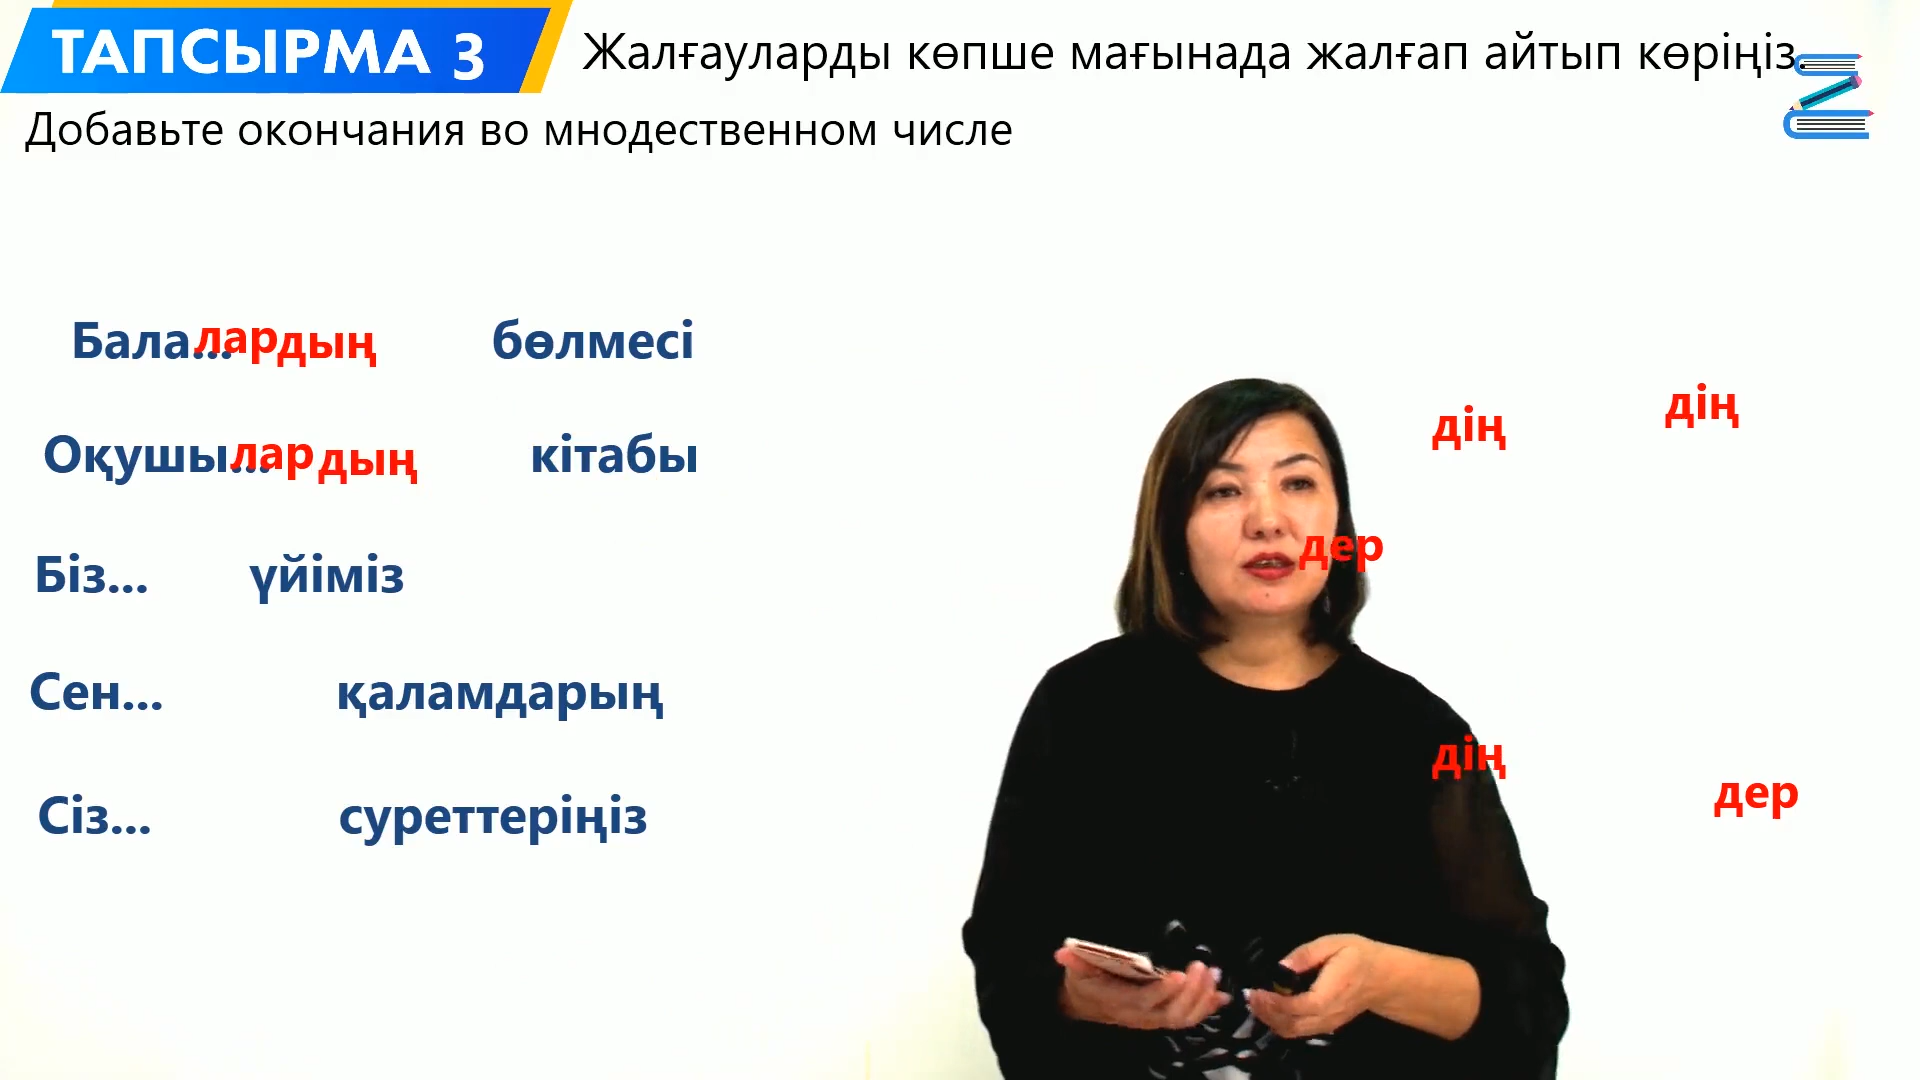 ТАПСЫРМА 3 Жалғауларды көпше мағынада жалғап айтып көріңіз.
Добавьте окончания во мнодественном числе
Бала...лардың бөлмесі
дің
дің
Оқушы...лардың кітабы
дер
Біз... үйіміз
Сен... қаламдарың
дің
дер
Сіз... суреттеріңіз